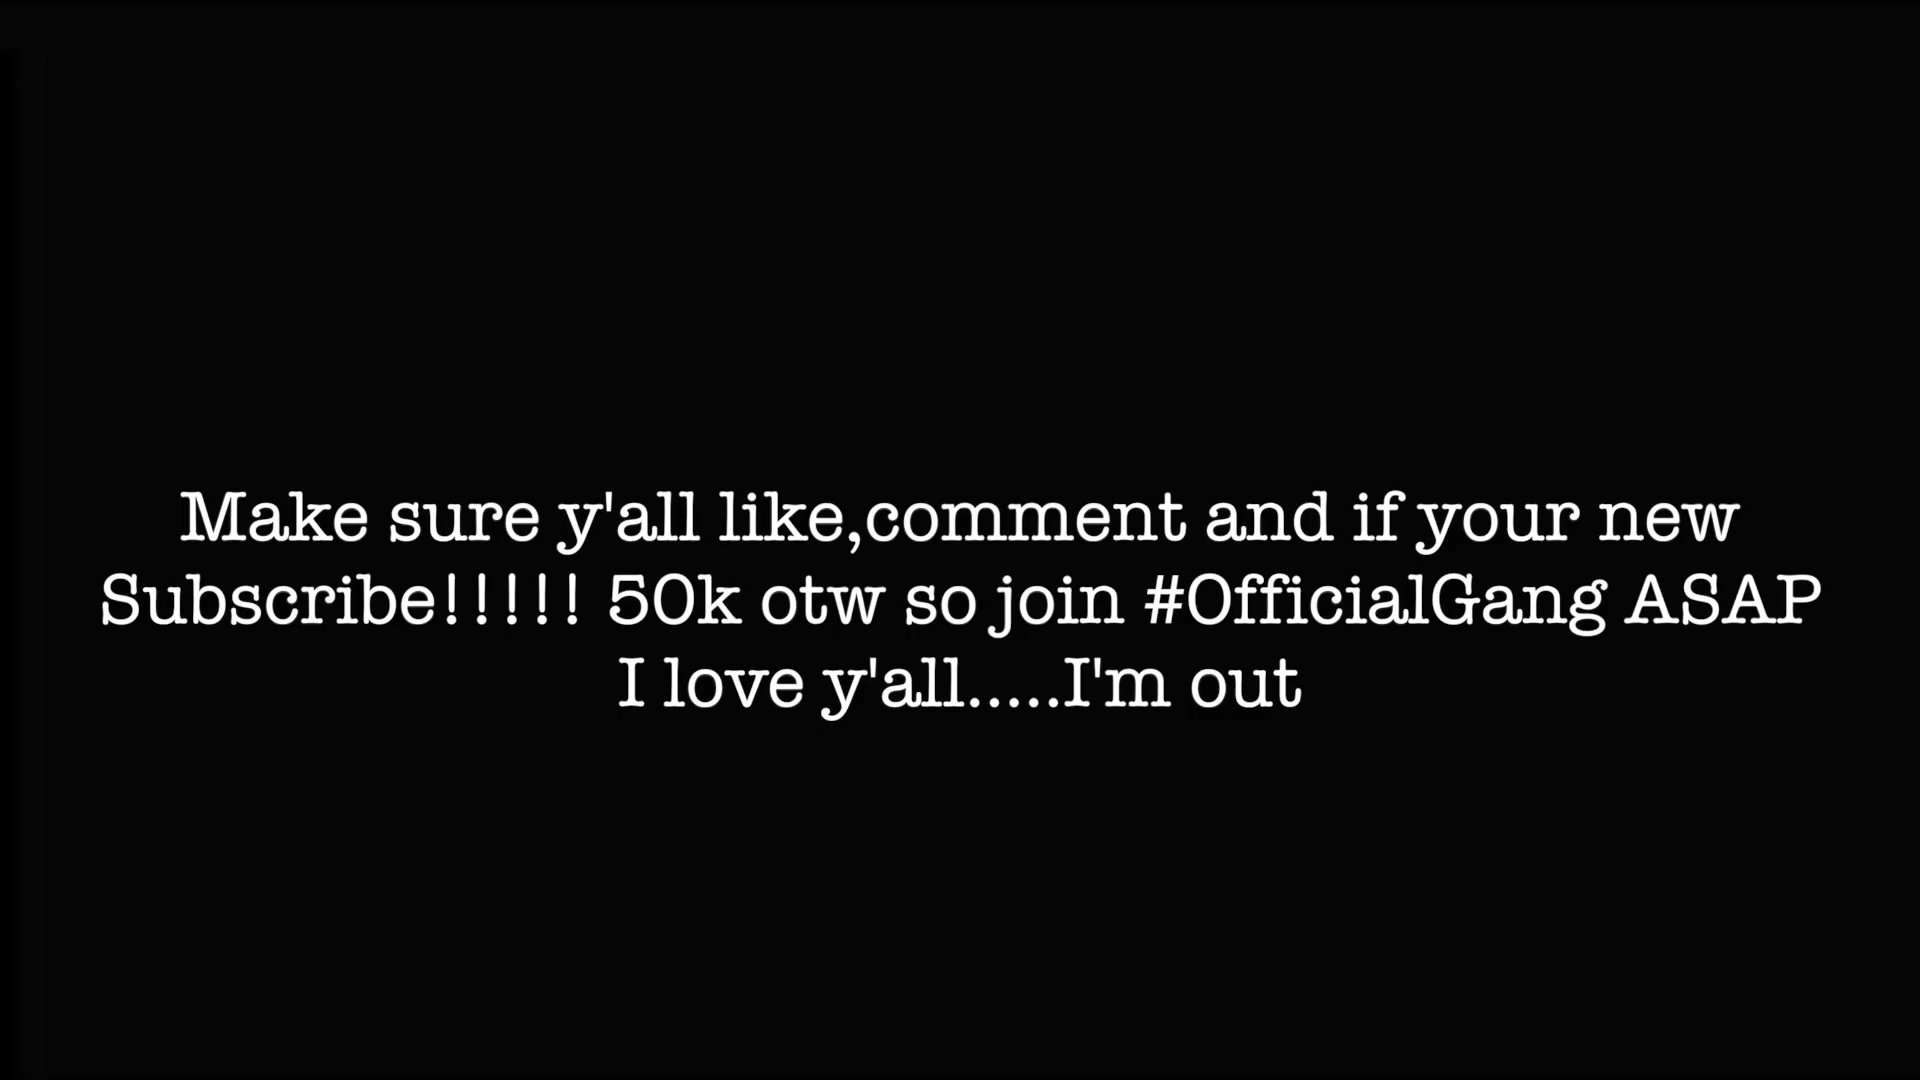 Make sure y'all like,comment and if your new
Subscribe!!!!! 50k otw so join #OfficialGang ASAP
I love y'all.....I'm out